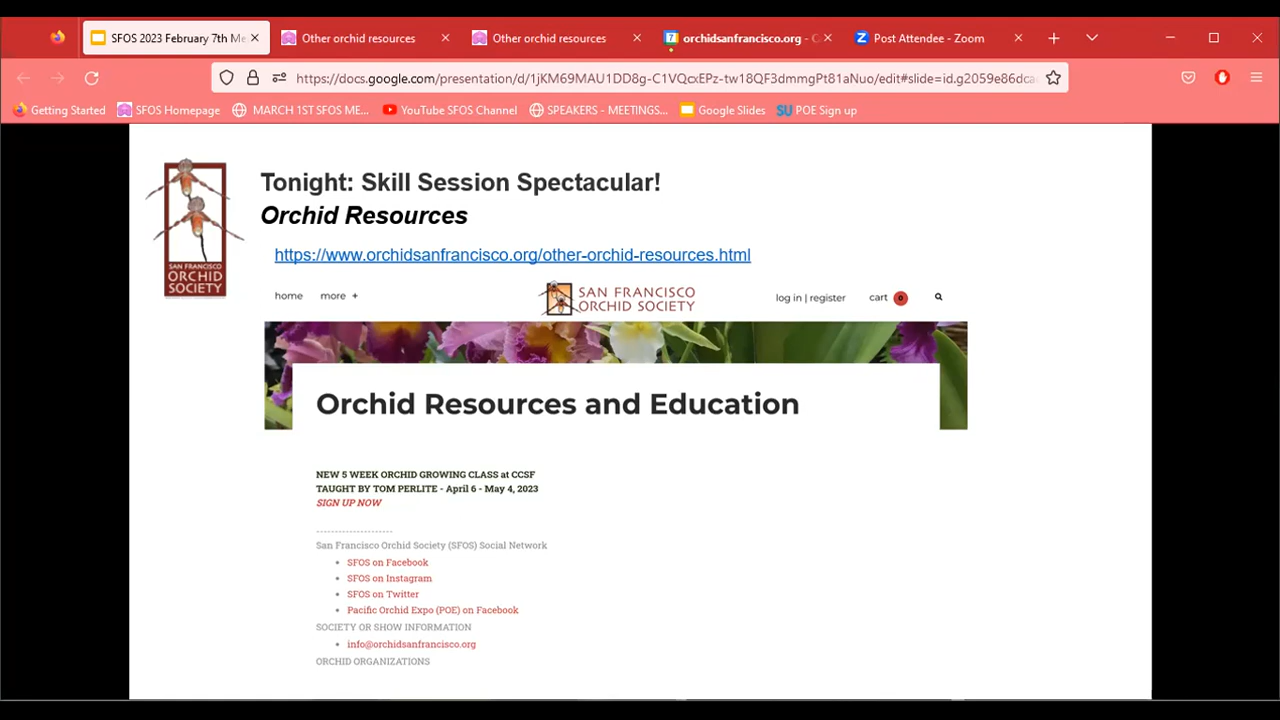 SFOS 2023 February 7th Me
Other orchid resources
Other orchid resources
orchidsanfrancisco.org - C
Post Attendee - Zoom
https://docs.google.com/presentation/d/1jKM69MAU1DD8g-C1VQcxEPz-tw18QF3dmmgPt81aNuo/edit#slide=id.g2059e86dca
Getting Started
SFOS Homepage
MARCH 1ST SFOS ME...
YouTube SFOS Channel
SPEAKERS - MEETINGS...
Google Slides
SU POE Sign up
SAN FRANCISCO
ORCHID
SOCIETY
Tonight: Skill Session Spectacular!
Orchid Resources
https://www.orchidsanfrancisco.org/other-orchid-resources.html
home more +
SAN FRANCISCO
ORCHID SOCIETY
log in | register cart 0
Orchid Resources and Education
NEW 5 WEEK ORCHID GROWING CLASS at CCSF
TAUGHT BY TOM PERLITE - April 6 - May 4, 2023
SIGN UP NOW
---------------------
San Francisco Orchid Society (SFOS) Social Network
• SFOS on Facebook
• SFOS on Instagram
• SFOS on Twitter
• Pacific Orchid Expo (POE) on Facebook
SOCIETY OR SHOW INFORMATION
• info@orchidsanfrancisco.org
ORCHID ORGANIZATIONS